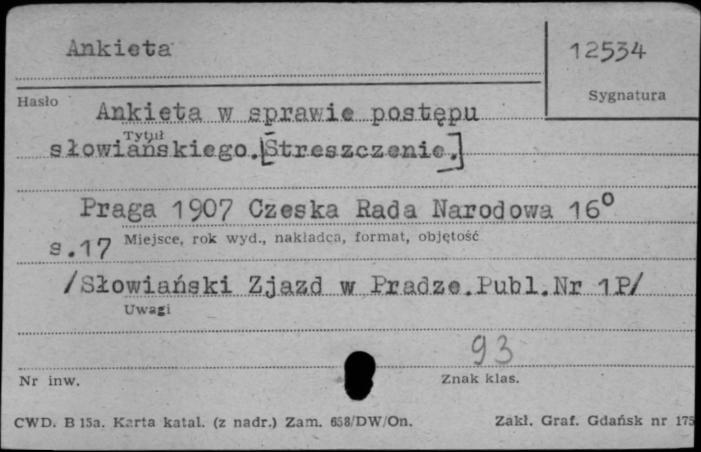 Ankieta
12534
Hasło
Sygnatura
Ankieta w sprawie postępu
Tytuł
słowiańskiego.[Streszczenie.]
Praga 1907 Czeska Rada Narodowa 16°
s.17 Miejsce, rok wyd., nakładca, format, objętość
/Słowiański Zjazd w Pradze.Publ.Nr 1P/
Uwagi
93
Nr inw.
Znak klas.
CWD. B 15a. Karta katal. (z nadr.) Zam. 658/DW/On.
Zakł. Graf. Gdańsk nr 175